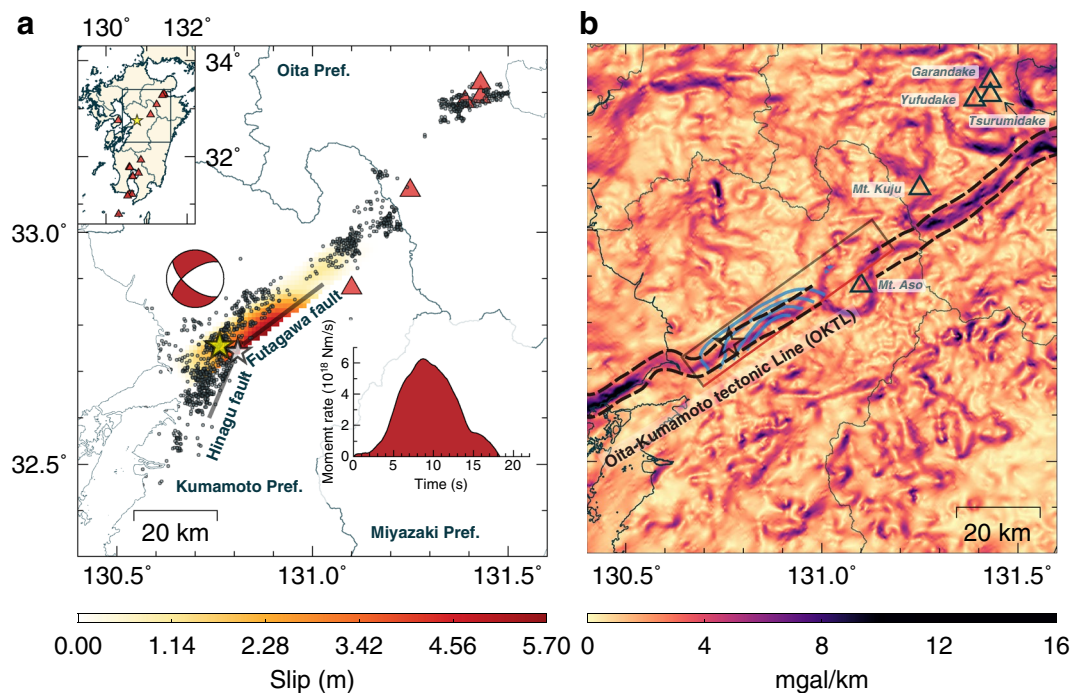 a
130° 132°
34
32
Oita Pref.
33.0
32.5
Futagawa fault
Hinagu fault
Kumamoto Pref.
Miyazaki Pref.
Momemt rate (10¹⁸ Nm/s)
6
4
2
0
0 5 10 15 20
Time (s)
20 km
130.5° 131.0° 131.5°
0.00 1.14 2.28 3.42 4.56 5.70
Slip (m)
b
Garandake
Yufudake
Tsurumidake
Mt. Kuju
Mt. Aso
Oita-Kumamoto tectonic Line (OKTL)
20 km
130.5° 131.0° 131.5°
0 4 8 12 16
mgal/km